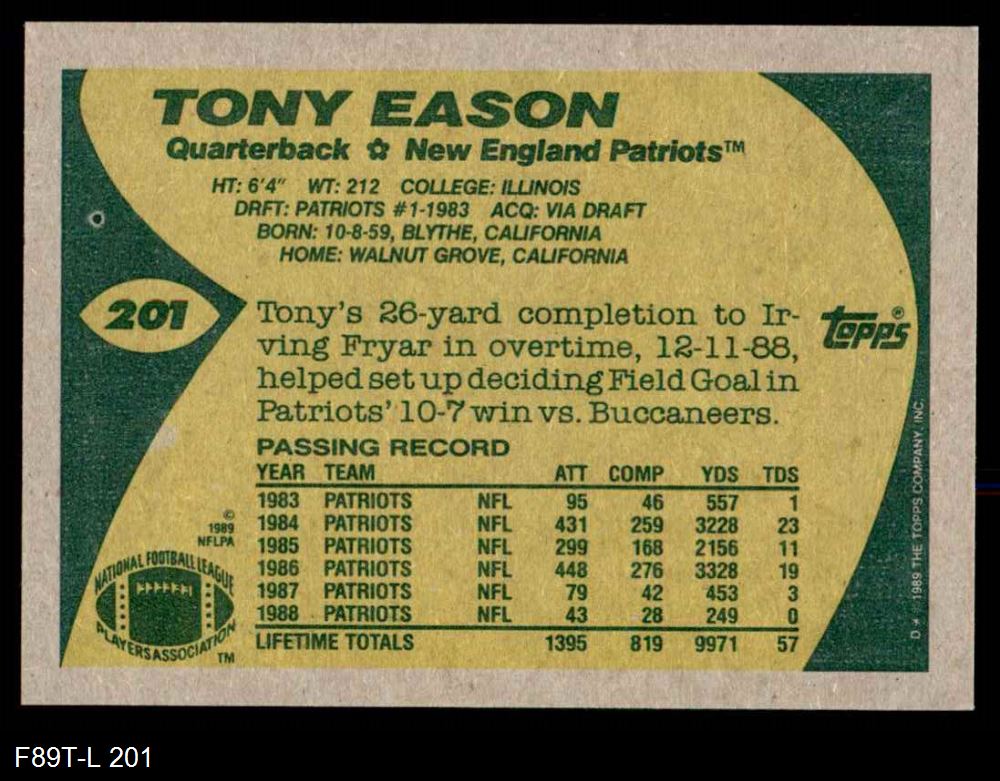 TONY EASON
Quarterback ✩ New England Patriots™
HT: 6'4" WT: 212 COLLEGE: ILLINOIS
DRFT: PATRIOTS #1-1983 ACQ: VIA DRAFT
BORN: 10-8-59, BLYTHE, CALIFORNIA
HOME: WALNUT GROVE, CALIFORNIA
201
Tony's 26-yard completion to Ir-
ving Fryar in overtime, 12-11-88,
helped set up deciding Field Goal in
Patriots' 10-7 win vs. Buccaneers.
topps®
PASSING RECORD
YEAR TEAM ATT COMP YDS TDS
1983 PATRIOTS NFL 95 46 557 1
1984 PATRIOTS NFL 431 259 3228 23
1985 PATRIOTS NFL 299 168 2156 11
1986 PATRIOTS NFL 448 276 3328 19
1987 PATRIOTS NFL 79 42 453 3
1988 PATRIOTS NFL 43 28 249 0
LIFETIME TOTALS 1395 819 9971 57
©
1989
NFLPA
NATIONAL FOOTBALL LEAGUE
PLAYERS ASSOCIATION
TM
D * 1989 THE TOPPS COMPANY, INC.
F89T-L 201